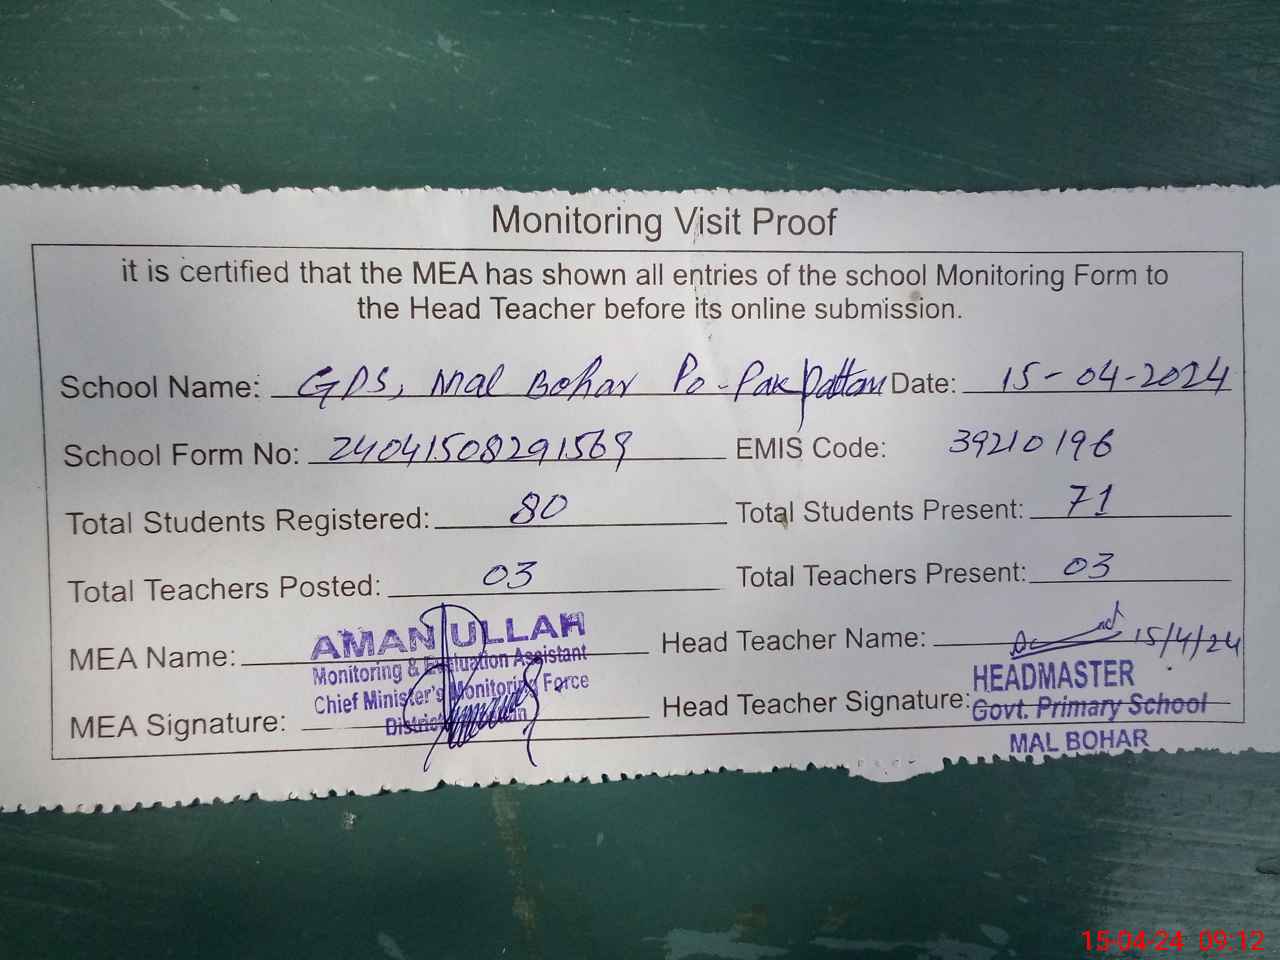 Monitoring Visit Proof
it is certified that the MEA has shown all entries of the school Monitoring Form to
the Head Teacher before its online submission.
School Name: GPS, Mal Bohar Po- Pak pattan Date: 15-04-2024
School Form No: 24041508291569 EMIS Code: 39210196
Total Students Registered: 80 Total Students Present: 71
Total Teachers Posted: 03 Total Teachers Present: 03
MEA Name: AMAN ULLAH Head Teacher Name: 15/4/24
Monitoring & Evaluation Assistant
Chief Minister's Monitoring Force
District
HEADMASTER
MEA Signature: Head Teacher Signature: Govt. Primary School
MAL BOHAR
15-04-24 09:12